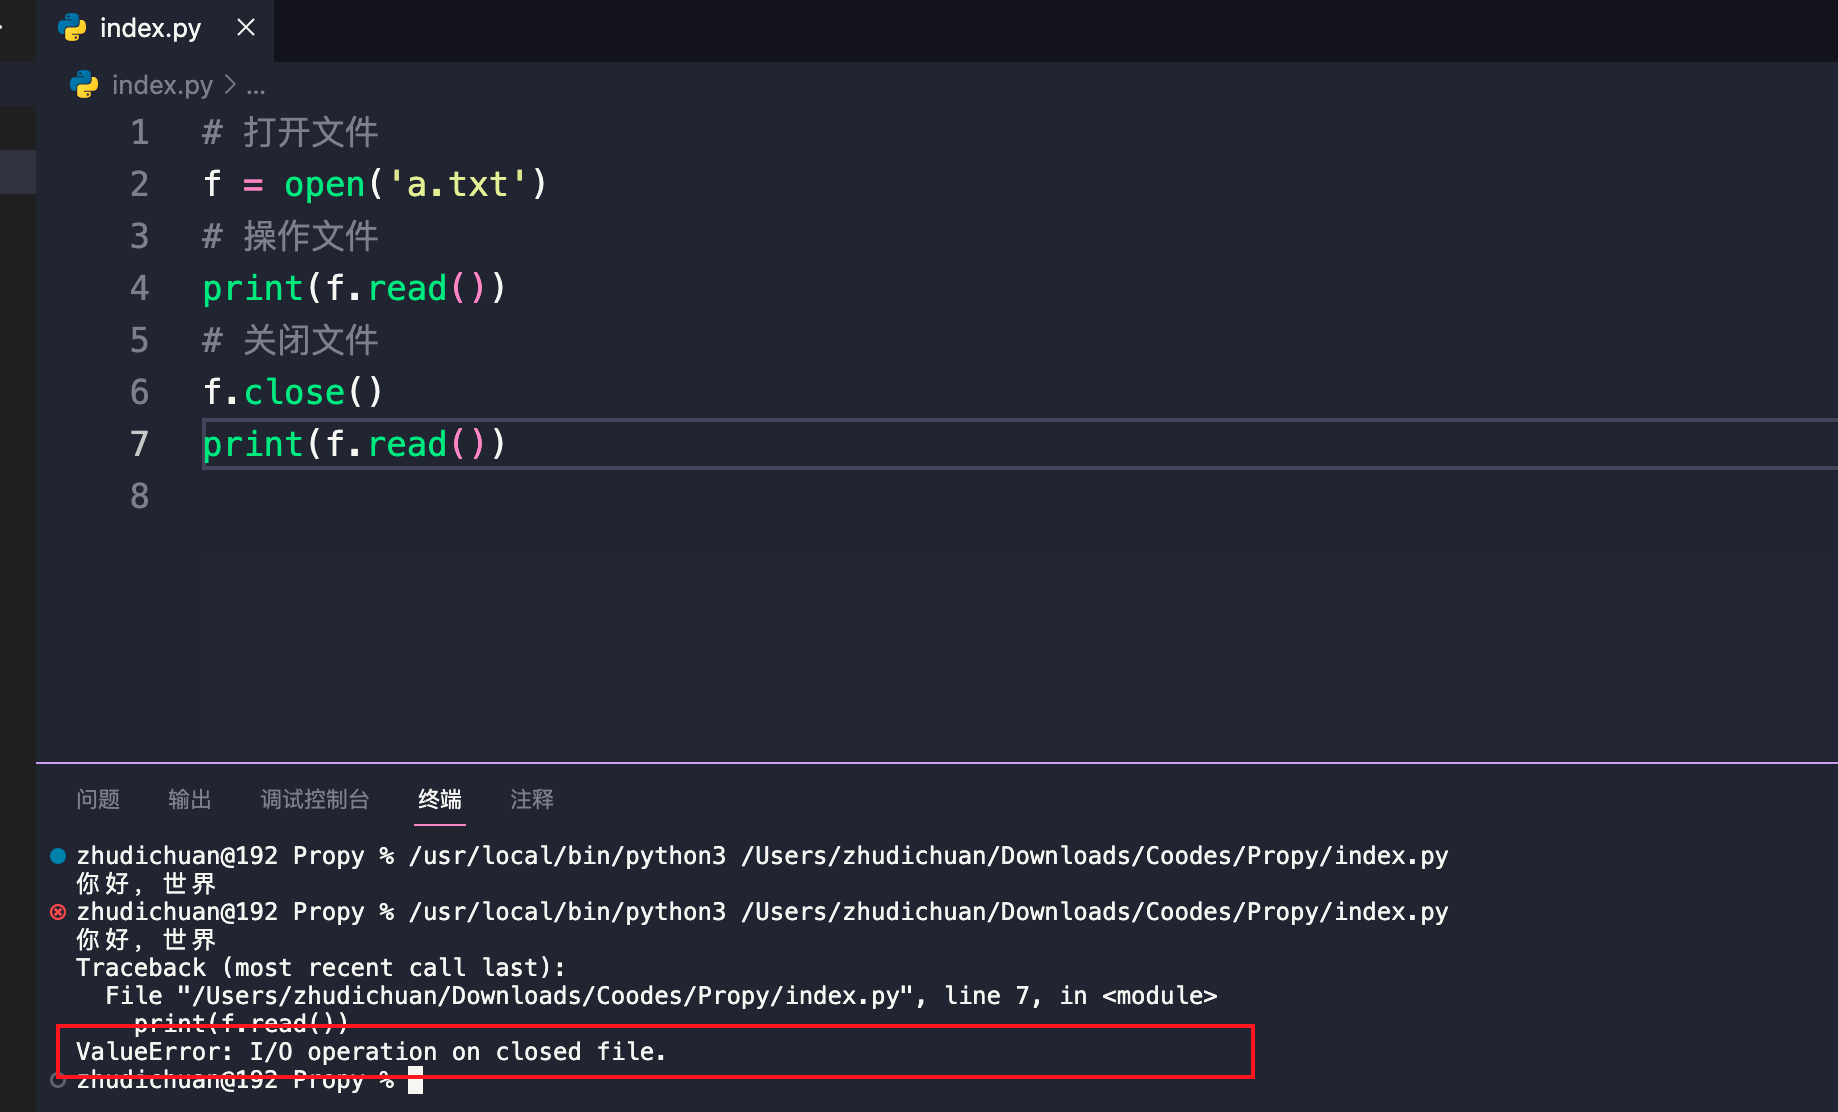 index.py
index.py > ...
1 # 打开文件
2 f = open('a.txt')
3 # 操作文件
4 print(f.read())
5 # 关闭文件
6 f.close()
7 print(f.read())
8
问题 输出 调试控制台 终端 注释
zhudichuan@192 Propy % /usr/local/bin/python3 /Users/zhudichuan/Downloads/Coodes/Propy/index.py
你好，世界
zhudichuan@192 Propy % /usr/local/bin/python3 /Users/zhudichuan/Downloads/Coodes/Propy/index.py
你好，世界
Traceback (most recent call last):
  File "/Users/zhudichuan/Downloads/Coodes/Propy/index.py", line 7, in <module>
    print(f.read())
ValueError: I/O operation on closed file.
zhudichuan@192 Propy %